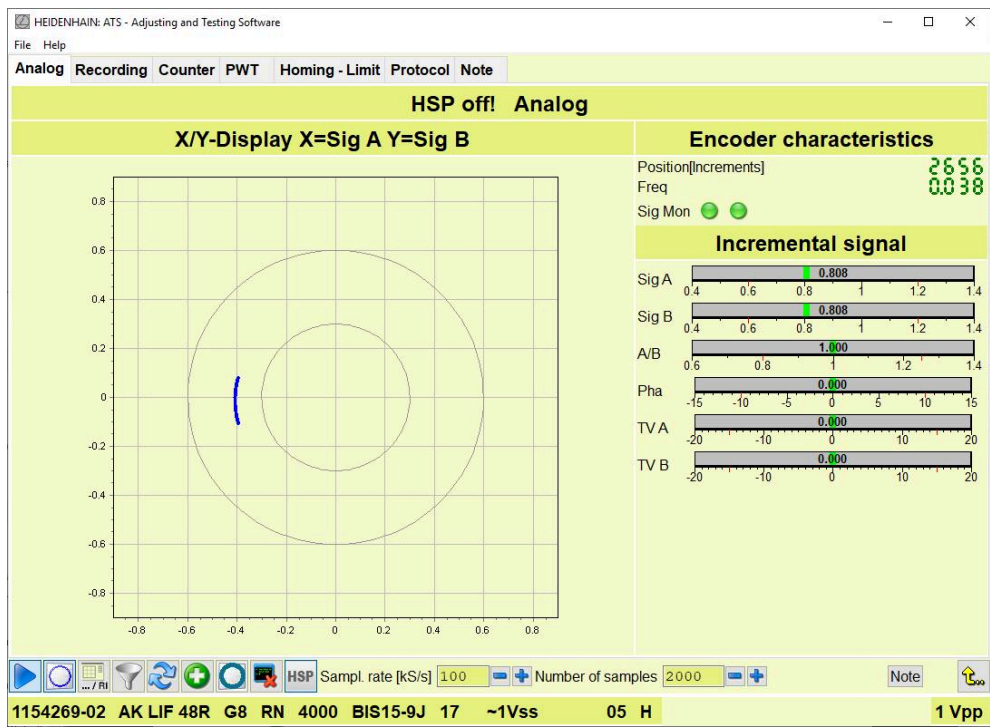 HEIDENHAIN: ATS - Adjusting and Testing Software
File Help
Analog Recording Counter PWT Homing - Limit Protocol Note
HSP off! Analog
X/Y-Display X=Sig A Y=Sig B
0.8
0.6
0.4
0.2
0
-0.2
-0.4
-0.6
-0.8
-0.8 -0.6 -0.4 -0.2 0 0.2 0.4 0.6 0.8
Encoder characteristics
Position[Increments] 2656
Freq 0.038
Sig Mon
Incremental signal
Sig A 0.808
0.4 0.6 0.8 1 1.2 1.4
Sig B 0.808
0.4 0.6 0.8 1 1.2 1.4
A/B 1.000
0.6 0.8 1 1.2 1.4
Pha 0.000
-15 -10 -5 0 5 10 15
TV A 0.000
-20 -10 0 10 20
TV B 0.000
-20 -10 0 10 20
... / RI HSP Sampl. rate [kS/s] 100 Number of samples 2000 Note
1154269-02 AK LIF 48R G8 RN 4000 BIS15-9J 17 ~1Vss 05 H 1 Vpp